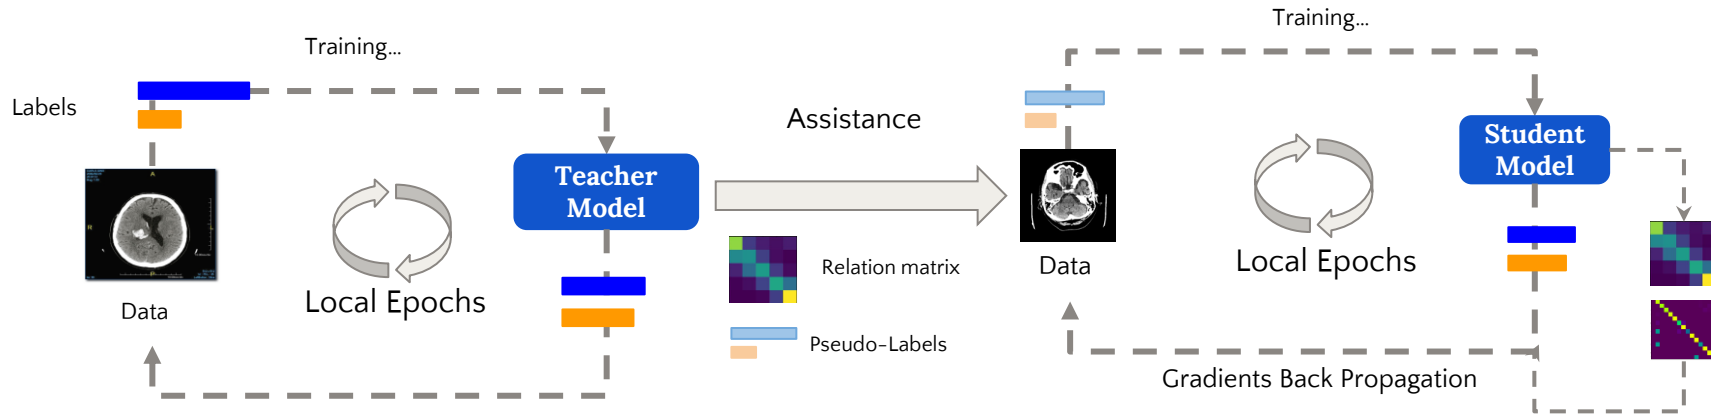 Training...
Labels
Teacher
Model
Local Epochs
Data
Assistance
Relation matrix
Pseudo-Labels
Training...
Student
Model
Data
Local Epochs
Gradients Back Propagation
A
R